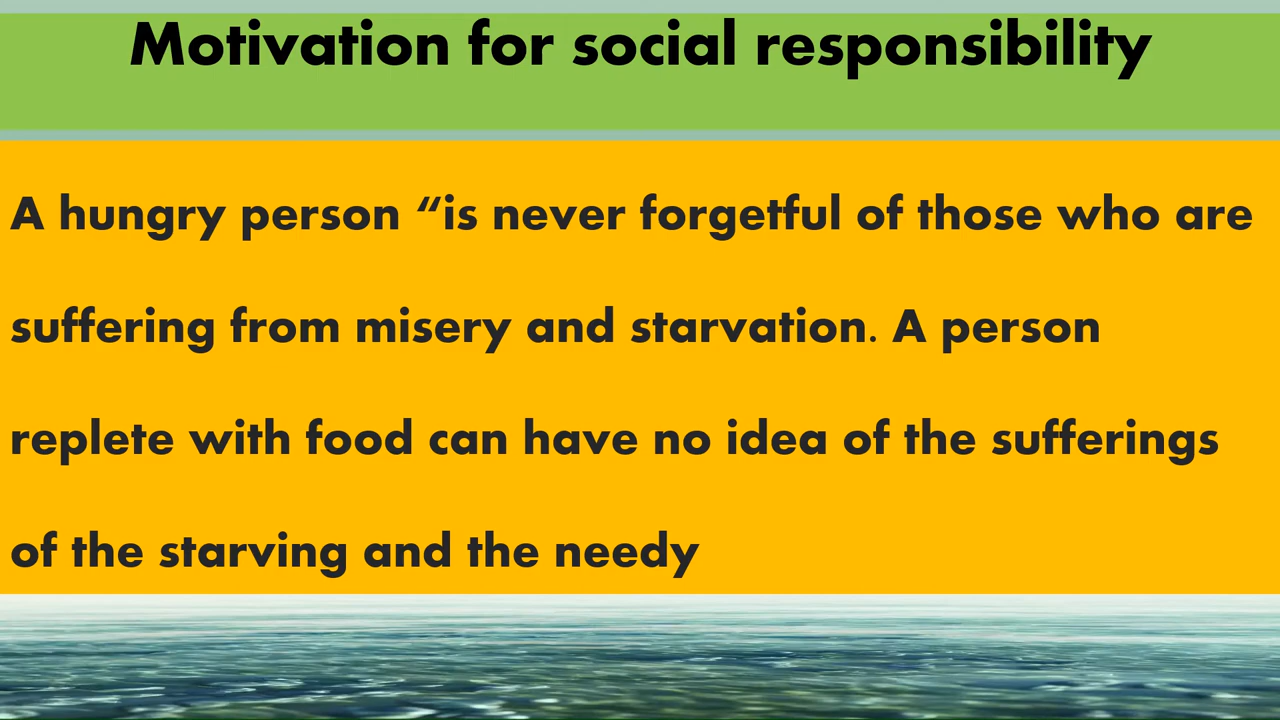 Motivation for social responsibility
A hungry person “is never forgetful of those who are
suffering from misery and starvation. A person
replete with food can have no idea of the sufferings
of the starving and the needy